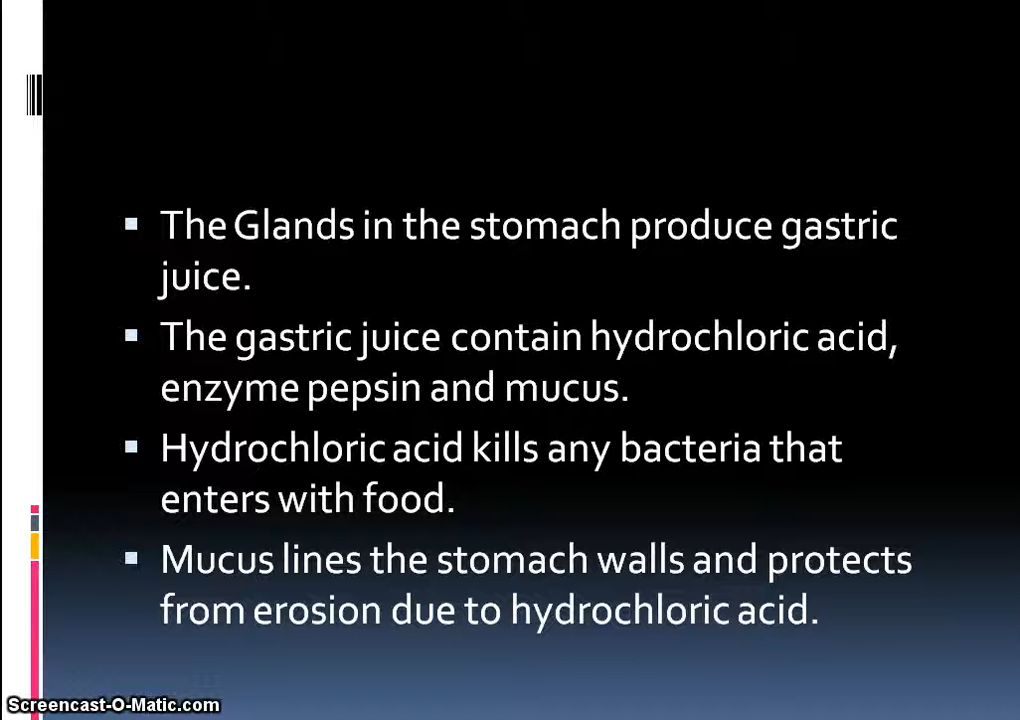 ▪ The Glands in the stomach produce gastric
juice.
▪ The gastric juice contain hydrochloric acid,
enzyme pepsin and mucus.
▪ Hydrochloric acid kills any bacteria that
enters with food.
▪ Mucus lines the stomach walls and protects
from erosion due to hydrochloric acid.
Screencast-O-Matic.com